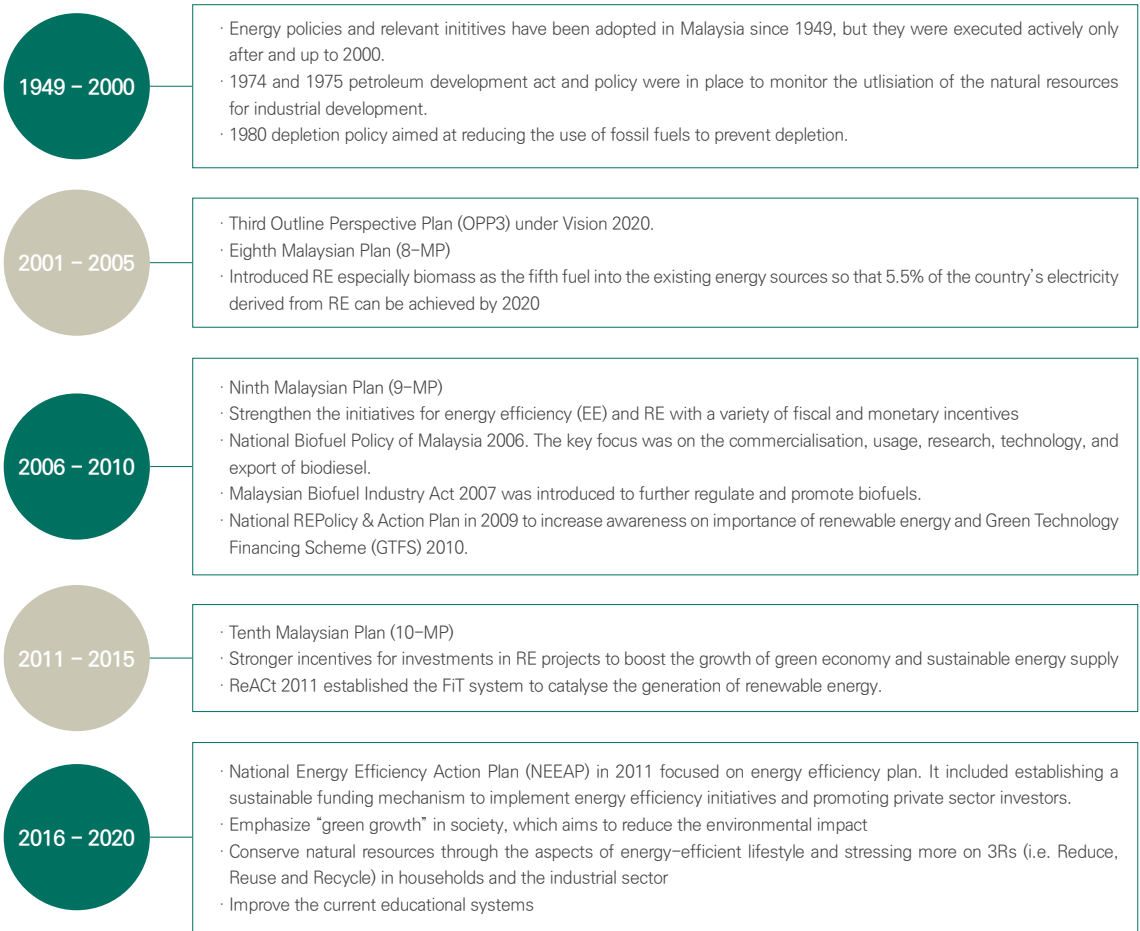 1949 – 2000
· Energy policies and relevant inititives have been adopted in Malaysia since 1949, but they were executed actively only
after and up to 2000.
· 1974 and 1975 petroleum development act and policy were in place to monitor the utlisiation of the natural resources
for industrial development.
· 1980 depletion policy aimed at reducing the use of fossil fuels to prevent depletion.
2001 – 2005
· Third Outline Perspective Plan (OPP3) under Vision 2020.
· Eighth Malaysian Plan (8-MP)
· Introduced RE especially biomass as the fifth fuel into the existing energy sources so that 5.5% of the country's electricity
derived from RE can be achieved by 2020
2006 – 2010
· Ninth Malaysian Plan (9-MP)
· Strengthen the initiatives for energy efficiency (EE) and RE with a variety of fiscal and monetary incentives
· National Biofuel Policy of Malaysia 2006. The key focus was on the commercialisation, usage, research, technology, and
export of biodiesel.
· Malaysian Biofuel Industry Act 2007 was introduced to further regulate and promote biofuels.
· National REPolicy & Action Plan in 2009 to increase awareness on importance of renewable energy and Green Technology
Financing Scheme (GTFS) 2010.
2011 – 2015
· Tenth Malaysian Plan (10-MP)
· Stronger incentives for investments in RE projects to boost the growth of green economy and sustainable energy supply
· ReACt 2011 established the FiT system to catalyse the generation of renewable energy.
2016 – 2020
· National Energy Efficiency Action Plan (NEEAP) in 2011 focused on energy efficiency plan. It included establishing a
sustainable funding mechanism to implement energy efficiency initiatives and promoting private sector investors.
· Emphasize "green growth" in society, which aims to reduce the environmental impact
· Conserve natural resources through the aspects of energy-efficient lifestyle and stressing more on 3Rs (i.e. Reduce,
Reuse and Recycle) in households and the industrial sector
· Improve the current educational systems